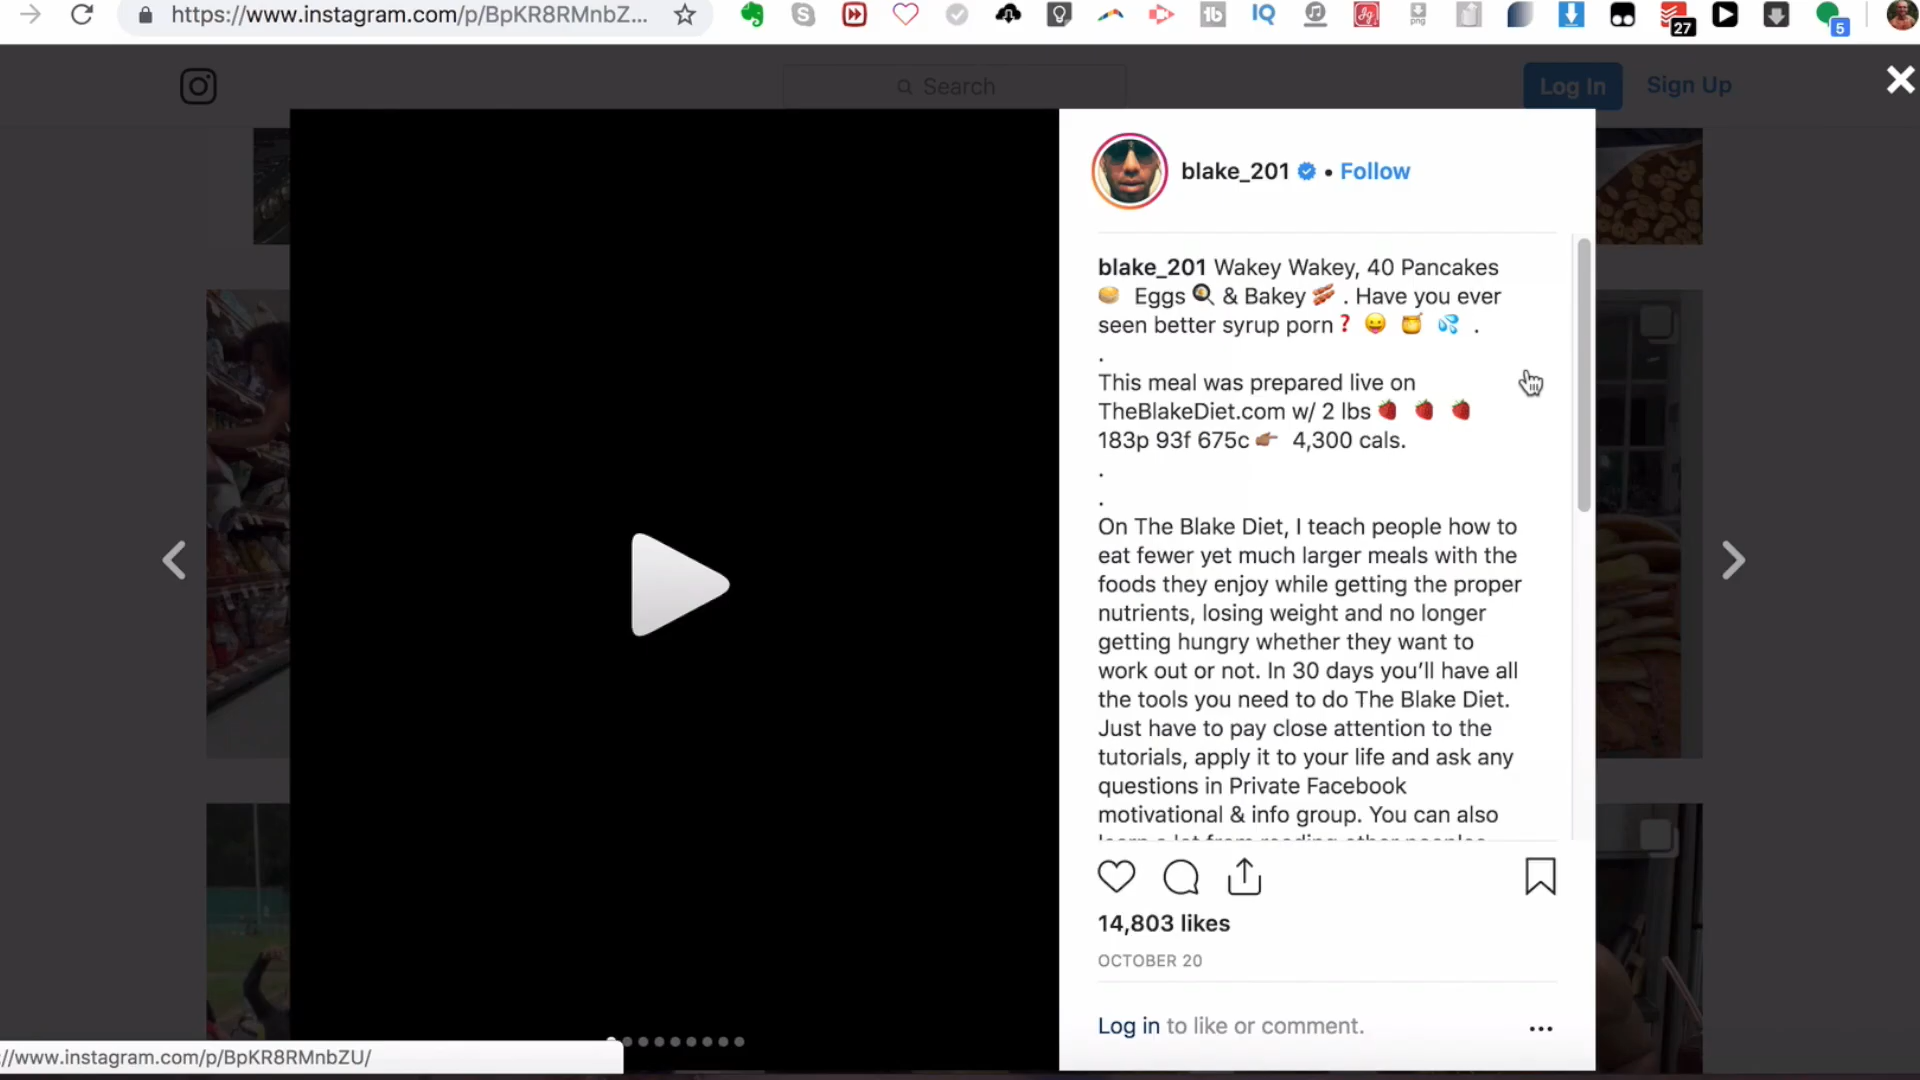 https://www.instagram.com/p/BpKR8RMnbZ...
27
5
Search
Log In
Sign Up
blake_201 • Follow
blake_201 Wakey Wakey, 40 Pancakes
🥞 Eggs 🍳 & Bakey 🥓 . Have you ever
seen better syrup porn❓ 😛 🍯 💦 .
.
This meal was prepared live on
TheBlakeDiet.com w/ 2 lbs 🍓 🍓 🍓
183p 93f 675c 👉🏽 4,300 cals.
.
.
On The Blake Diet, I teach people how to
eat fewer yet much larger meals with the
foods they enjoy while getting the proper
nutrients, losing weight and no longer
getting hungry whether they want to
work out or not. In 30 days you’ll have all
the tools you need to do The Blake Diet.
Just have to pay close attention to the
tutorials, apply it to your life and ask any
questions in Private Facebook
motivational & info group. You can also
14,803 likes
OCTOBER 20
Log in to like or comment.
://www.instagram.com/p/BpKR8RMnbZU/